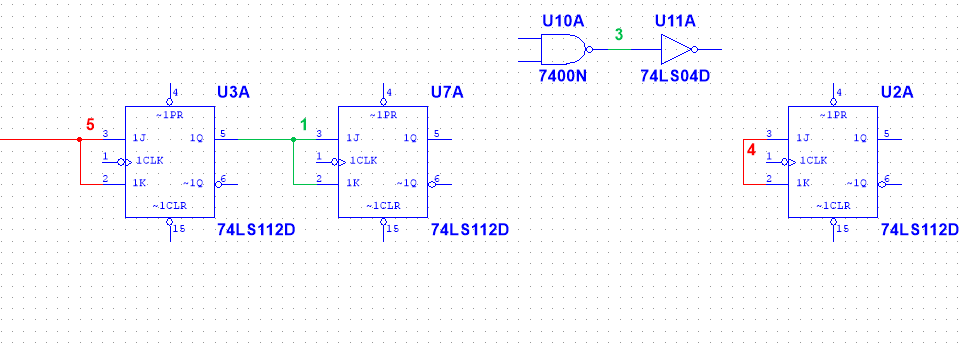 U10A
3
U11A
7400N
74LS04D
4
U3A
~1PR
5
3
1J
1Q
5
1
1CLK
2
1K
~1Q
6
~1CLR
15
74LS112D
4
U7A
~1PR
1
3
1J
1Q
5
1
1CLK
2
1K
~1Q
6
~1CLR
15
74LS112D
4
U2A
~1PR
3
1J
1Q
5
4
1
1CLK
2
1K
~1Q
6
~1CLR
15
74LS112D